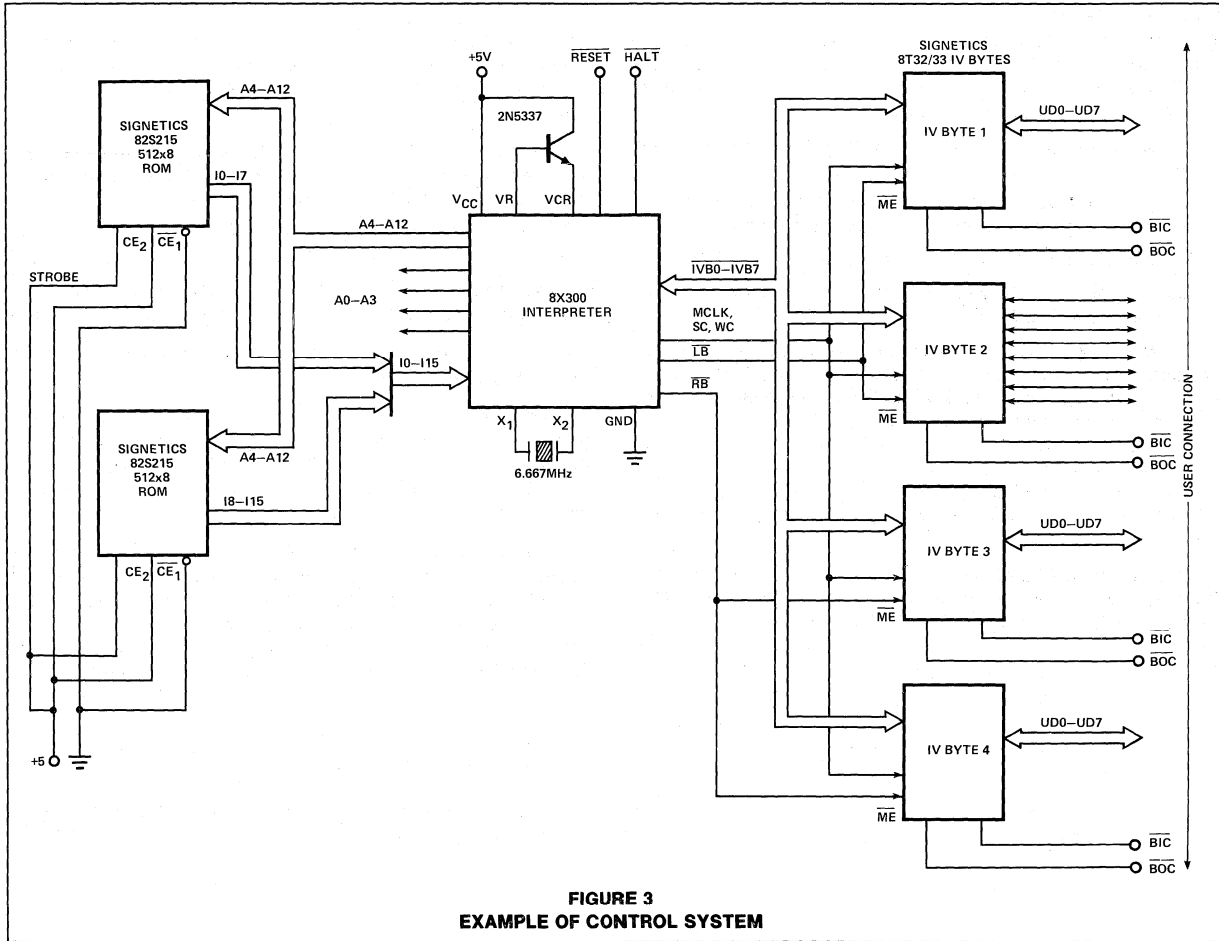 SIGNETICS
8T32/33 IV BYTES
+5V
RESET
HALT
A4–A12
2N5337
SIGNETICS
82S215
512x8
ROM
I0–I7
CE2
CE1
STROBE
VCC
VR
VCR
A4–A12
A0–A3
8X300
INTERPRETER
I0–I15
IVB0–IVB7
MCLK,
SC, WC
LB
RB
X1
X2
GND
6.667MHz
SIGNETICS
82S215
512x8
ROM
A4–A12
I8–I15
CE2
CE1
+5
IV BYTE 1
UD0–UD7
ME
BIC
BOC
IV BYTE 2
ME
BIC
BOC
IV BYTE 3
UD0–UD7
ME
BIC
BOC
IV BYTE 4
UD0–UD7
ME
BIC
BOC
USER CONNECTION
FIGURE 3
EXAMPLE OF CONTROL SYSTEM